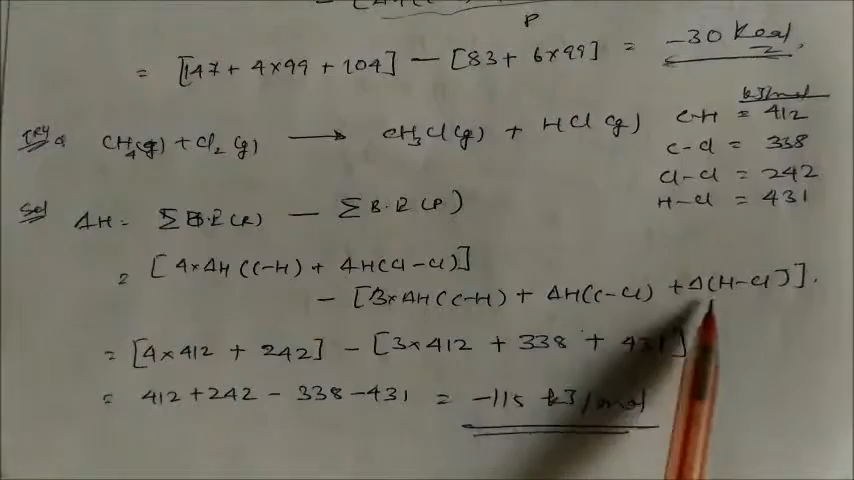 = [147 + 4×99 + 104] – [83 + 6×99] = –30 Kcal
TRY CH4(g) + Cl2(g) ⟶ CH3Cl(g) + HCl(g)
kJ/mol
C–H = 412
C–Cl = 338
Cl–Cl = 242
H–Cl = 431
Sol ΔH = ΣB.E(R) – ΣB.E(P)
= [4×ΔH(C–H) + ΔH(Cl–Cl)]
– [3×ΔH(C–H) + ΔH(C–Cl) + Δ(H–Cl)].
= [4×412 + 242] – [3×412 + 338 + 431]
= 412+242 – 338–431 = –115 kJ/mol